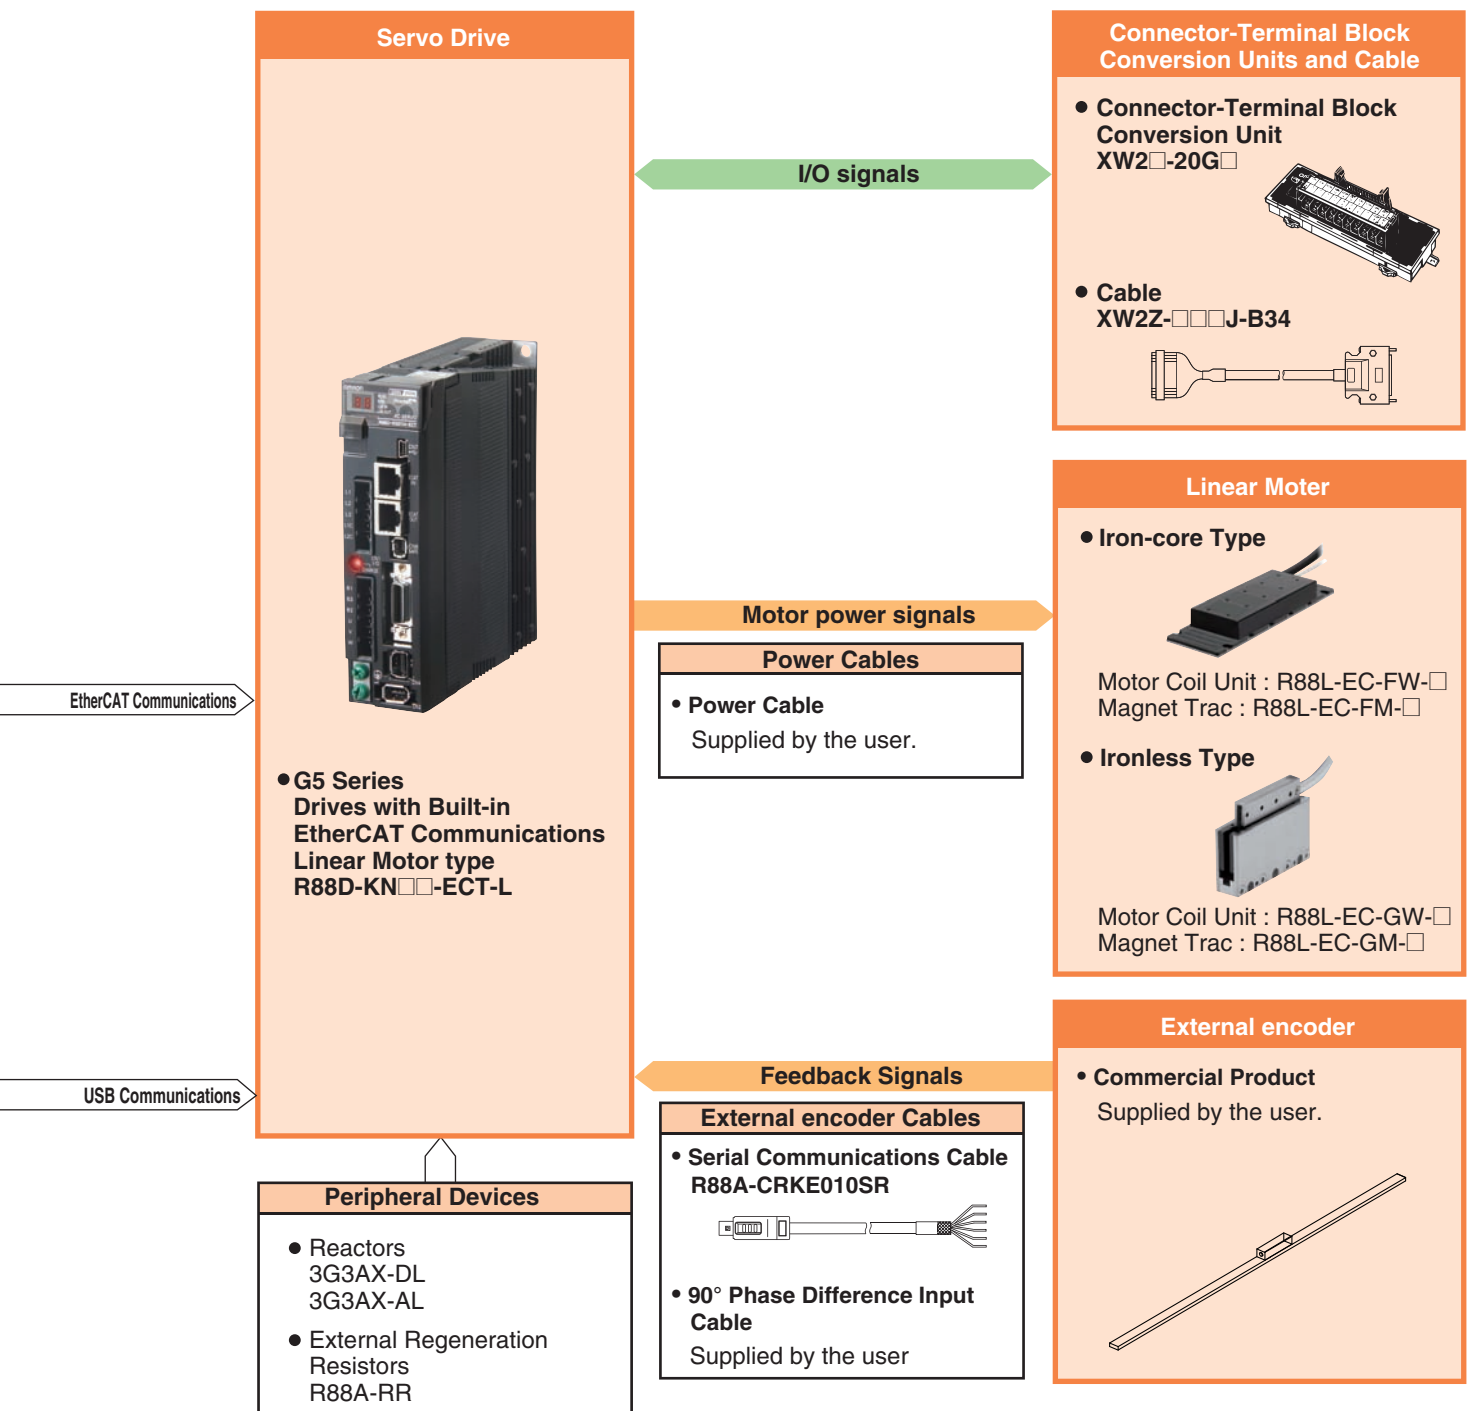 Servo Drive
G5 Series
Drives with Built-in
EtherCAT Communications
Linear Motor type
R88D-KN□□-ECT-L
EtherCAT Communications
USB Communications
Peripheral Devices
Reactors
3G3AX-DL
3G3AX-AL
External Regeneration
Resistors
R88A-RR
I/O signals
Motor power signals
Power Cables
Power Cable
Supplied by the user.
Feedback Signals
External encoder Cables
Serial Communications Cable
R88A-CRKE010SR
90° Phase Difference Input
Cable
Supplied by the user
Connector-Terminal Block
Conversion Units and Cable
Connector-Terminal Block
Conversion Unit
XW2□-20G□
Cable
XW2Z-□□□J-B34
Linear Moter
Iron-core Type
Motor Coil Unit : R88L-EC-FW-□
Magnet Trac : R88L-EC-FM-□
Ironless Type
Motor Coil Unit : R88L-EC-GW-□
Magnet Trac : R88L-EC-GM-□
External encoder
Commercial Product
Supplied by the user.